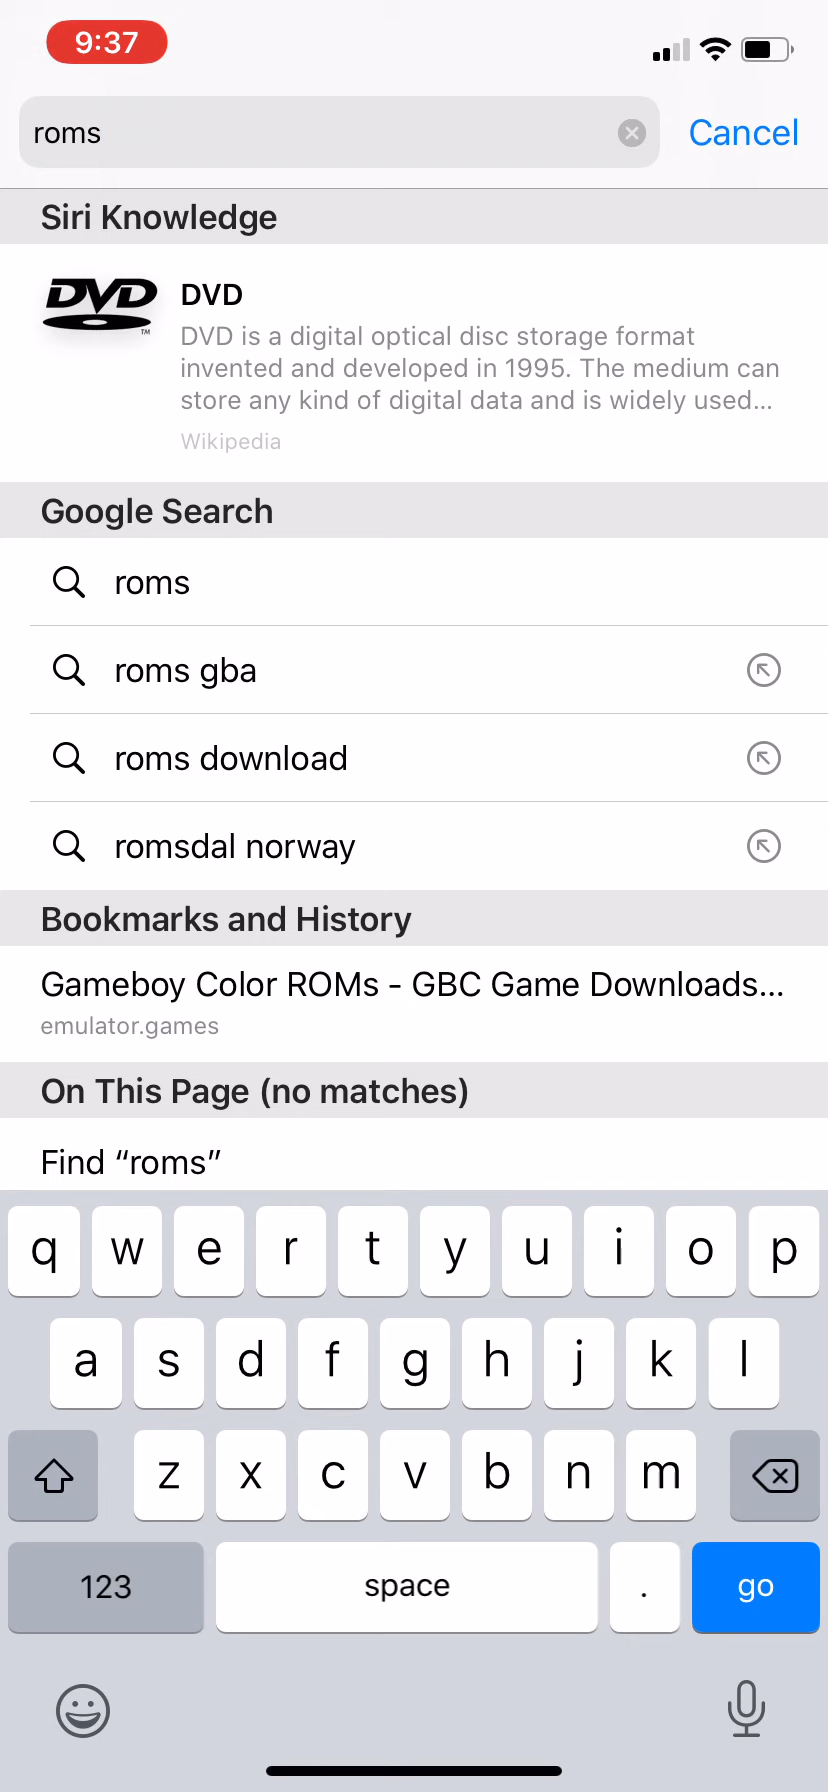 9:37
roms
Cancel
Siri Knowledge
DVD
TM
DVD
DVD is a digital optical disc storage format
invented and developed in 1995. The medium can
store any kind of digital data and is widely used...
Wikipedia
Google Search
roms
roms gba
roms download
romsdal norway
Bookmarks and History
Gameboy Color ROMs - GBC Game Downloads...
emulator.games
On This Page (no matches)
Find “roms”
q w e r t y u i o p
a s d f g h j k l
z x c v b n m
123 space . go